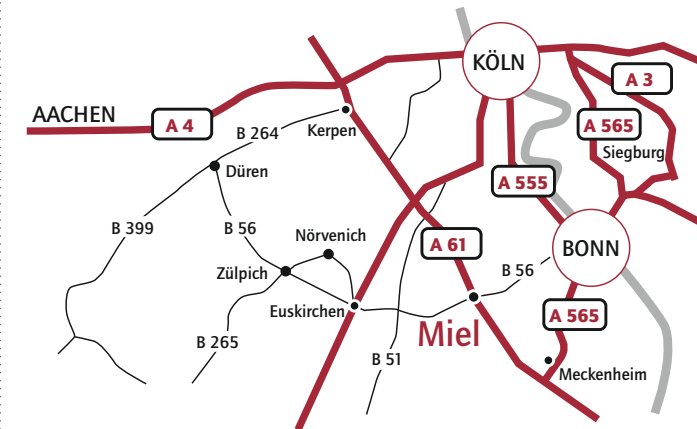 KÖLN
A 3
AACHEN
A 4
A 565
B 264
Kerpen
Siegburg
Düren
A 555
B 399
B 56
Nörvenich
A 61
BONN
Zülpich
B 56
Euskirchen
A 565
Miel
B 265
B 51
Meckenheim